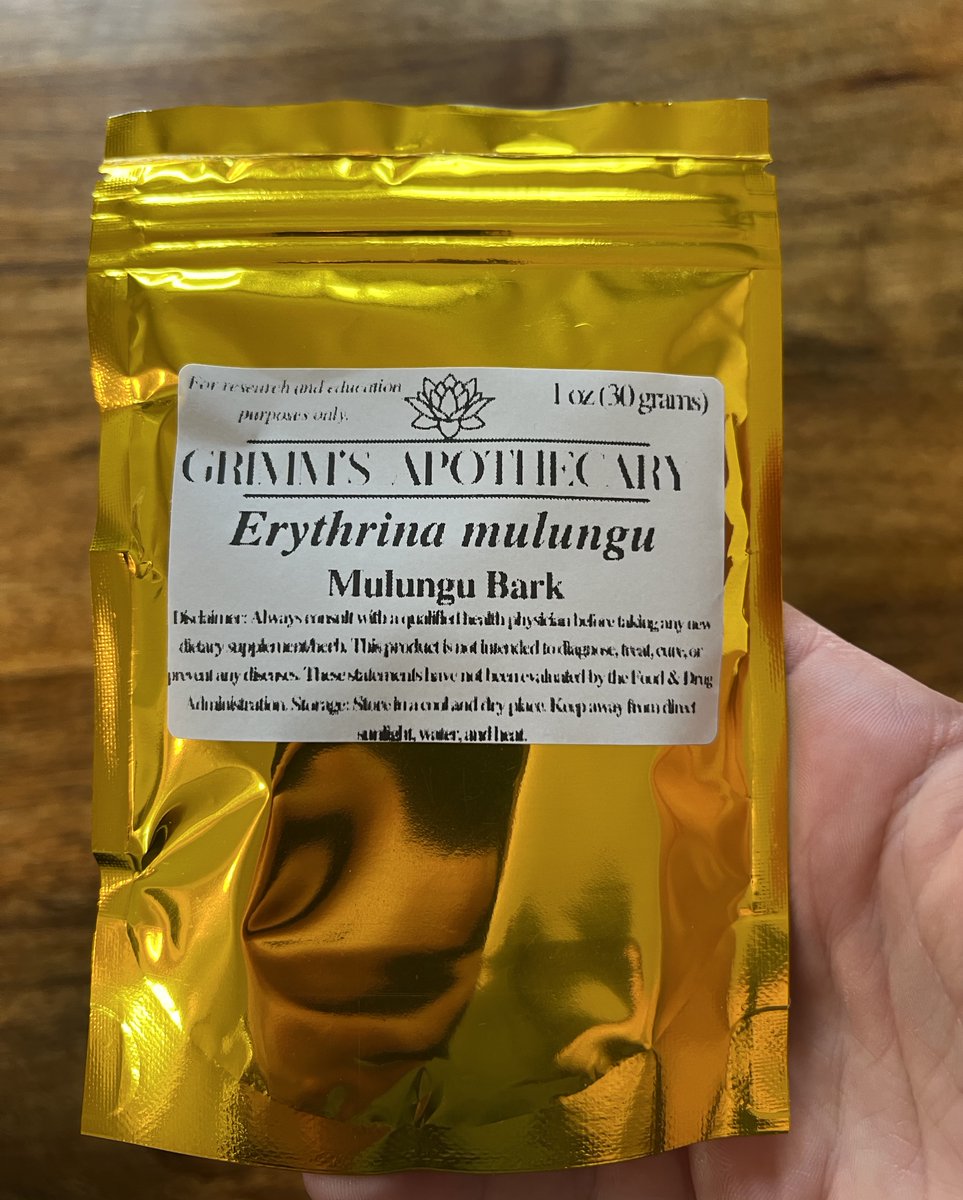 For research and education
purposes only.
1 oz (30 grams)
GRIMM'S APOTHECARY
Erythrina mulungu
Mulungu Bark
Disclaimer: Always consult with a qualified health physician before taking any new
dietary supplement/herb. This product is not intended to diagnose, treat, cure, or
prevent any diseases. These statements have not been evaluated by the Food & Drug
Administration. Storage: Store in a cool and dry place. Keep away from direct
sunlight, water, and heat.